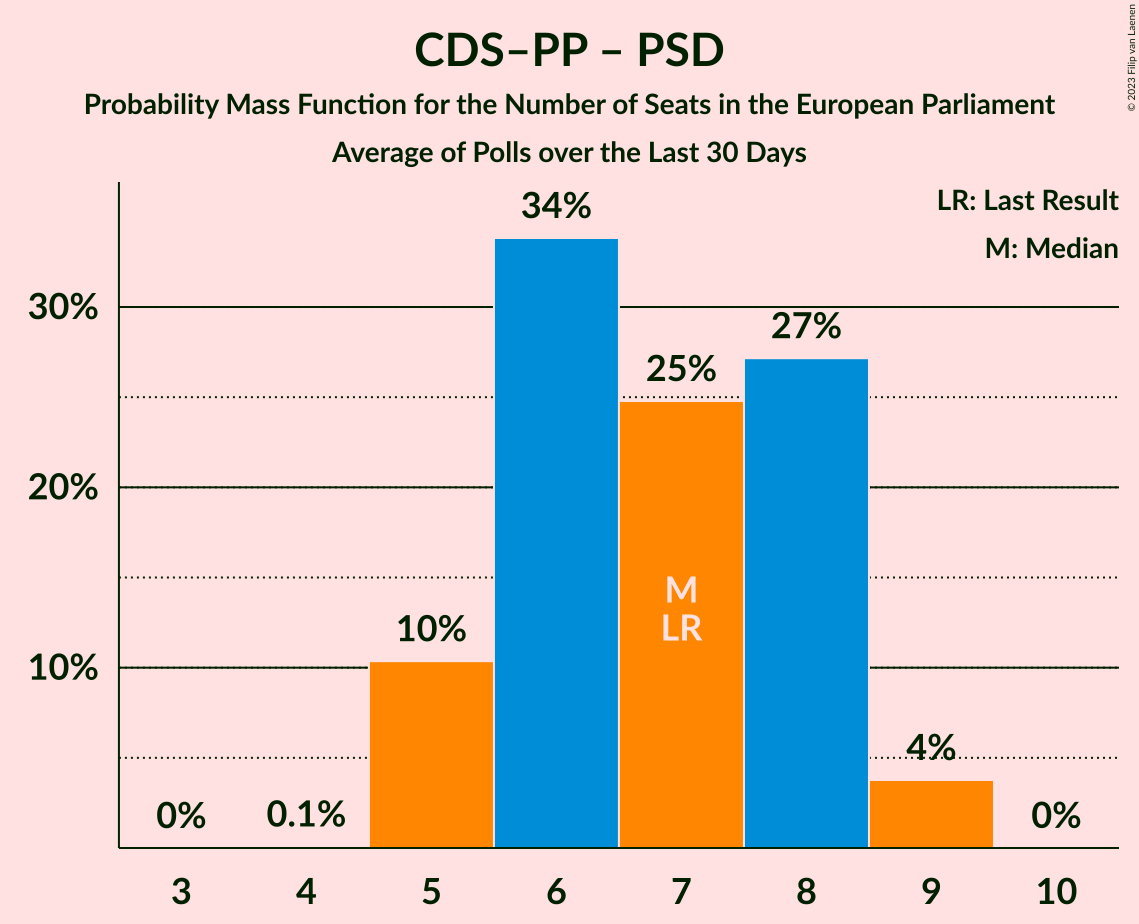 CDS–PP – PSD
Probability Mass Function for the Number of Seats in the European Parliament
Average of Polls over the Last 30 Days
© 2023 Filip van Laenen
LR: Last Result
M: Median
34%
30%
27%
25%
20%
M
LR
10%
10%
4%
0%
0.1%
0%
3 4 5 6 7 8 9 10